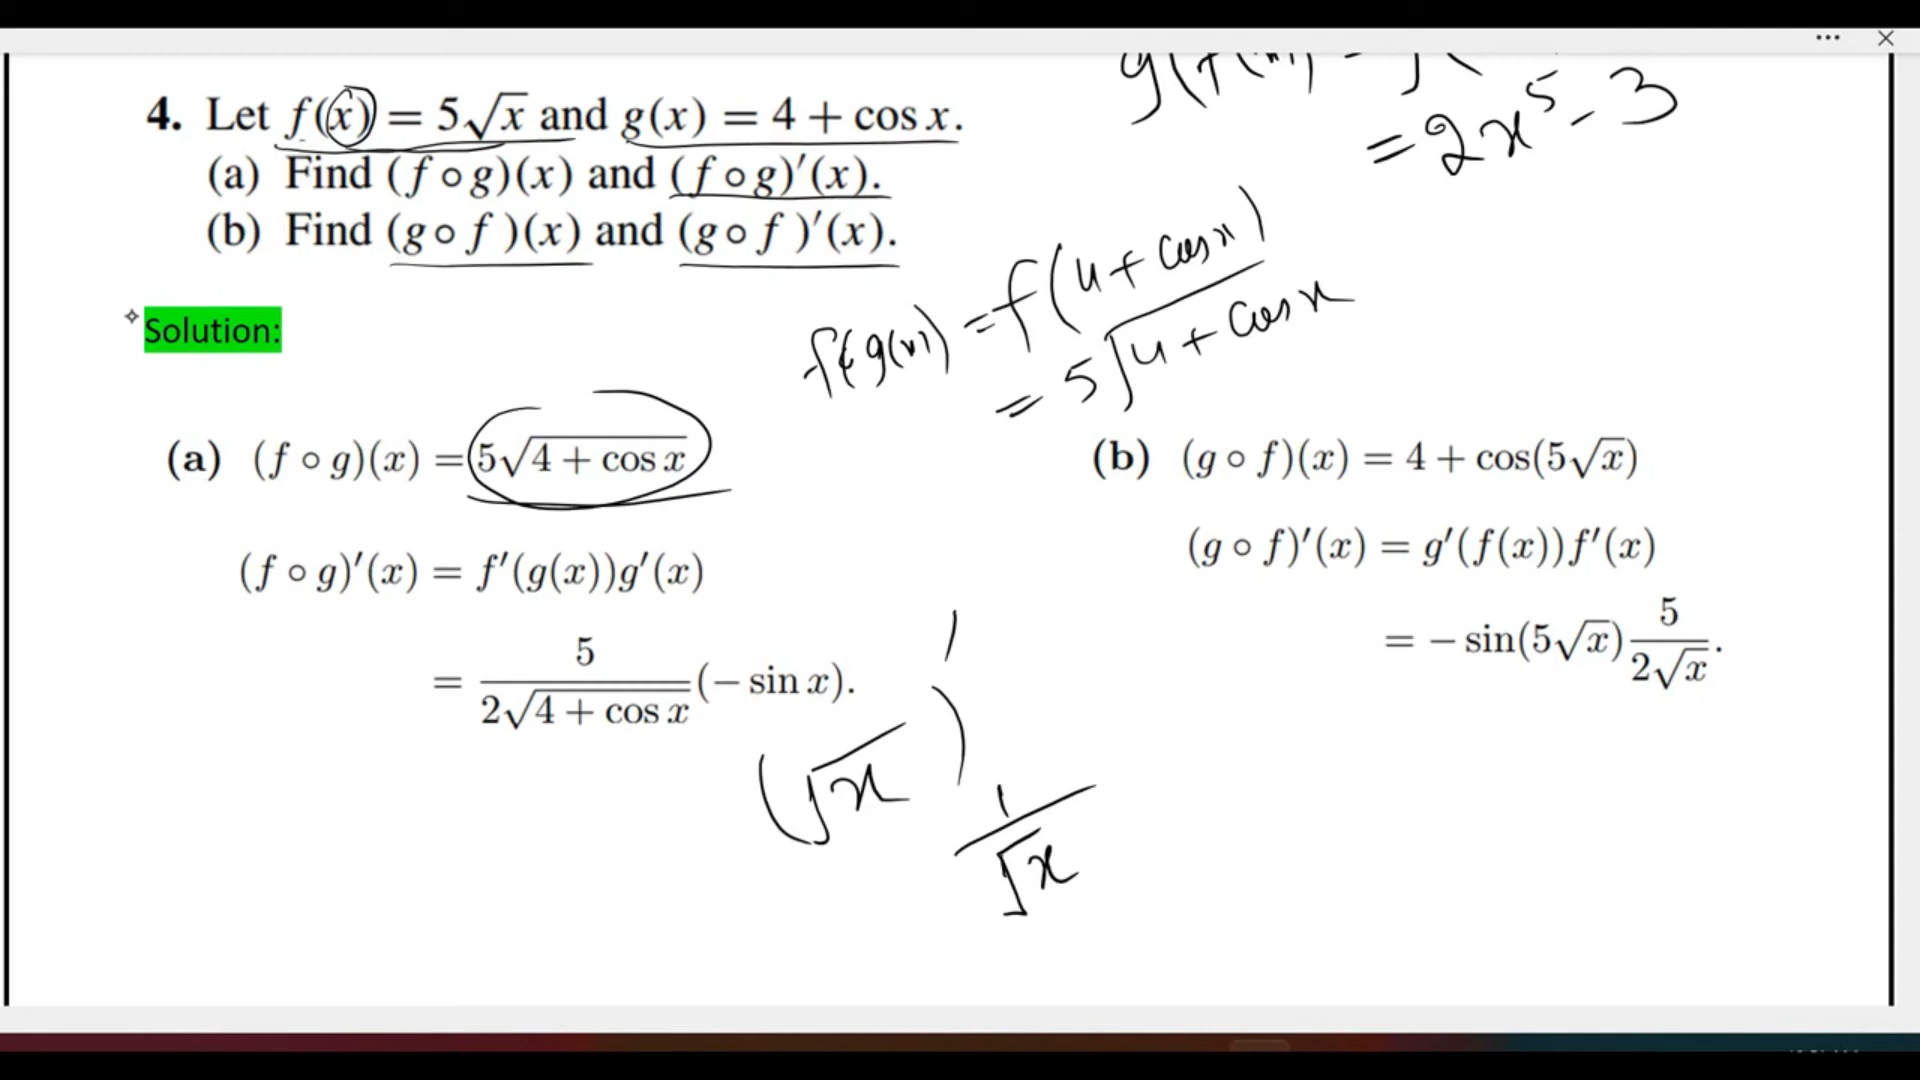 4. Let f(x) = 5√x and g(x) = 4 + cos x.
(a) Find (f ∘ g)(x) and (f ∘ g)′(x).
(b) Find (g ∘ f )(x) and (g ∘ f )′(x).
= 2x⁵ - 3
Solution:
f(g(x)) = f(4 + cos x)
= 5√4 + cos x
(a) (f ∘ g)(x) = 5√(4 + cos x)
(f ∘ g)′(x) = f′(g(x))g′(x)
= 5/(2√(4 + cos x)) (− sin x).
(√x)′
1/√x
(b) (g ∘ f)(x) = 4 + cos(5√x)
(g ∘ f)′(x) = g′(f(x))f′(x)
= − sin(5√x) 5/(2√x).